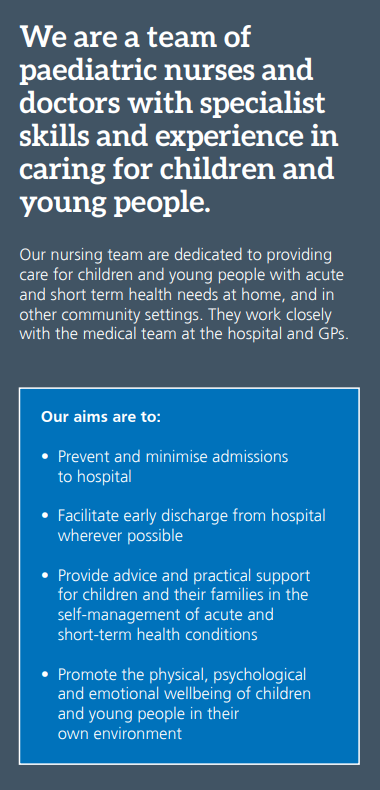 We are a team of
paediatric nurses and
doctors with specialist
skills and experience in
caring for children and
young people.
Our nursing team are dedicated to providing
care for children and young people with acute
and short term health needs at home, and in
other community settings. They work closely
with the medical team at the hospital and GPs.
Our aims are to:
• Prevent and minimise admissions
to hospital
• Facilitate early discharge from hospital
wherever possible
• Provide advice and practical support
for children and their families in the
self-management of acute and
short-term health conditions
• Promote the physical, psychological
and emotional wellbeing of children
and young people in their
own environment